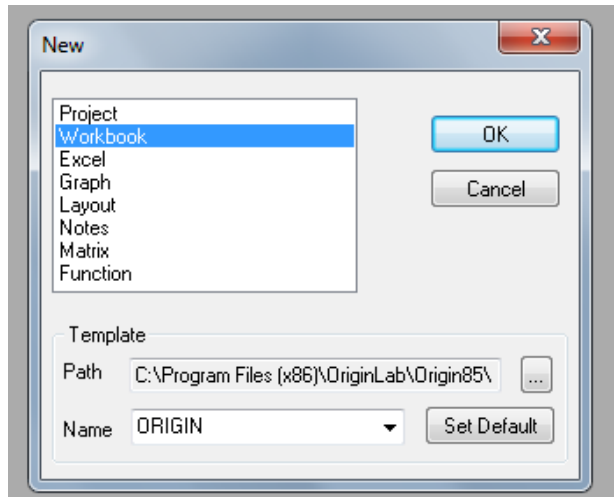 New
Project
Workbook
Excel
Graph
Layout
Notes
Matrix
Function
OK
Cancel
Template
Path C:\Program Files (x86)\OriginLab\Origin85\ ...
Name ORIGIN Set Default